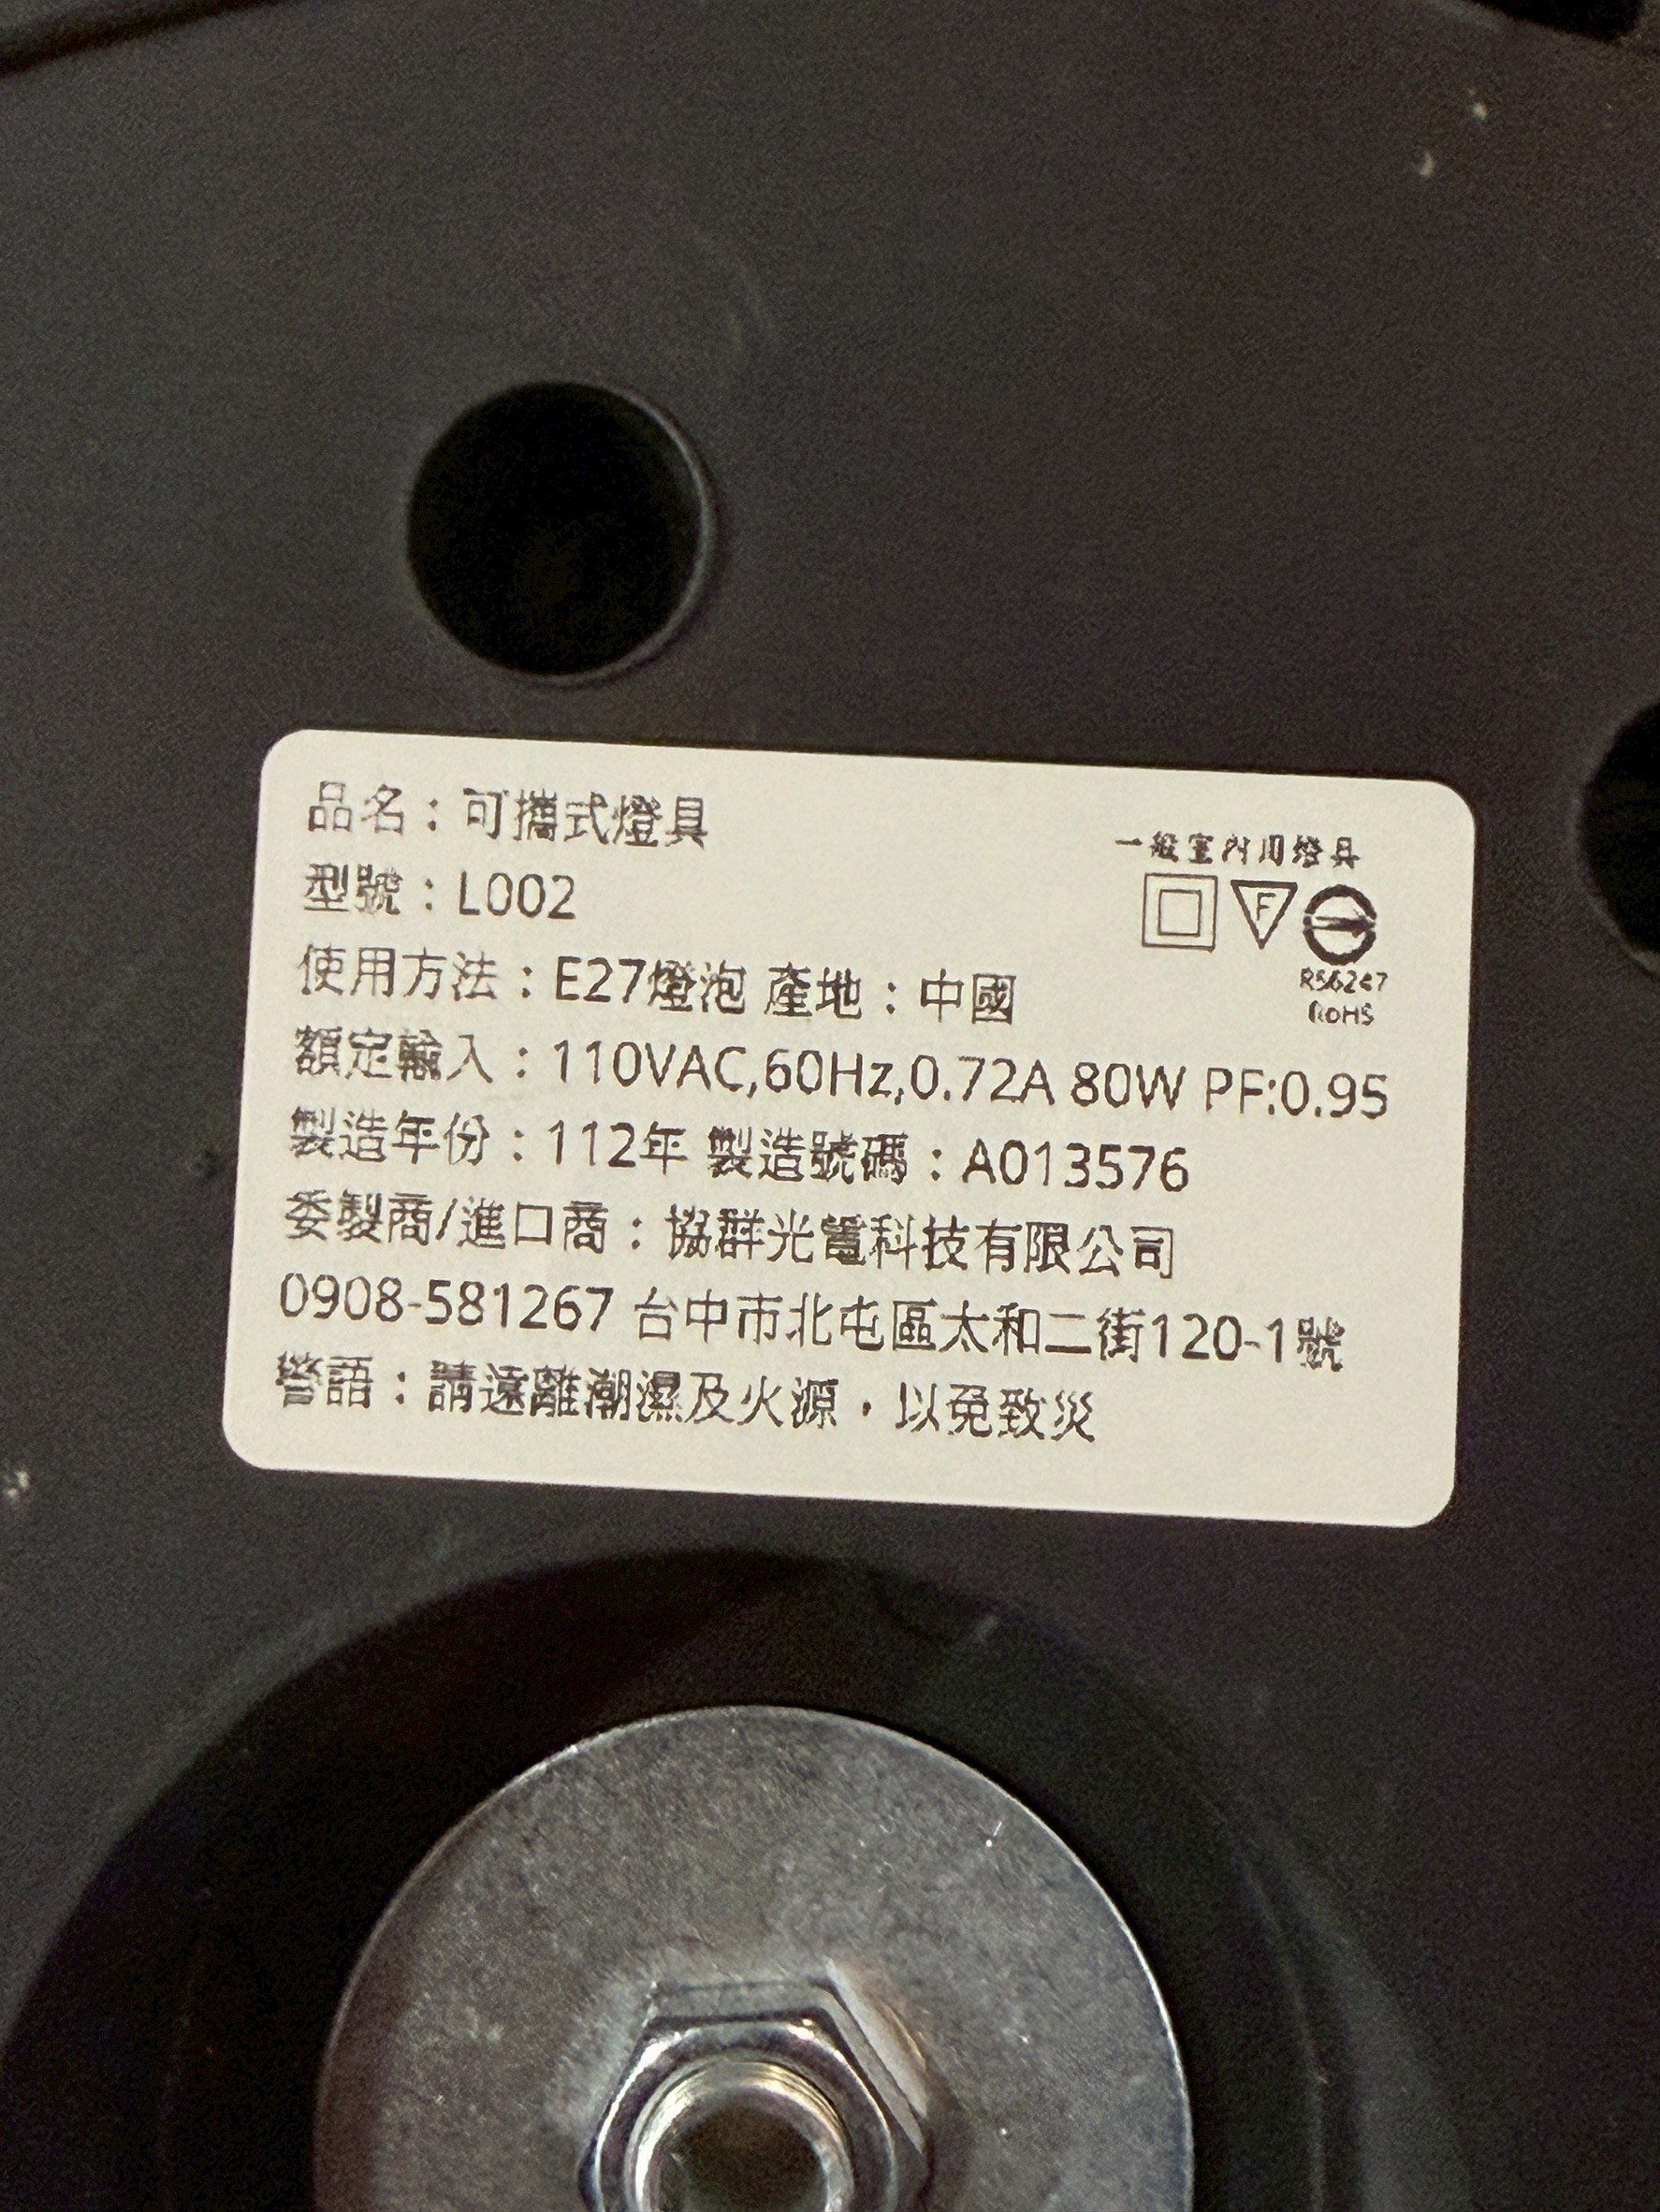 品名：可攜式燈具
一般室內用燈具
型號：L002
F
使用方法：E27燈泡 產地：中國
R56247
RoHS
額定輸入：110VAC,60Hz,0.72A 80W PF:0.95
製造年份：112年 製造號碼：A013576
委製商/進口商：協群光電科技有限公司
0908-581267 台中市北屯區太和二街120-1號
警語：請遠離潮濕及火源，以免致災